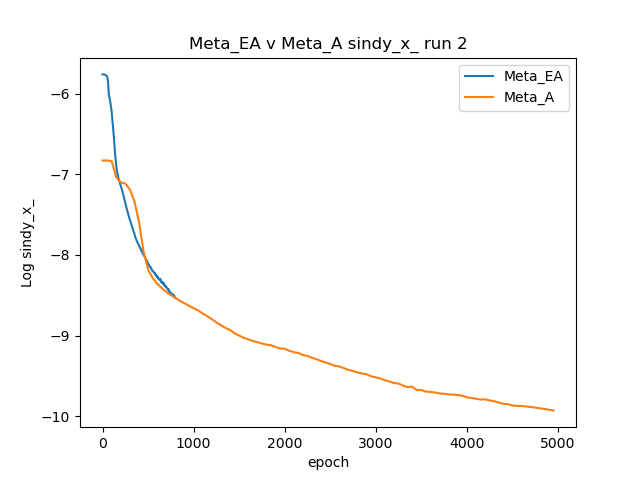 Meta_EA v Meta_A sindy_x_ run 2
Meta_EA
Meta_A
Log sindy_x_
−6
−7
−8
−9
−10
0 1000 2000 3000 4000 5000
epoch